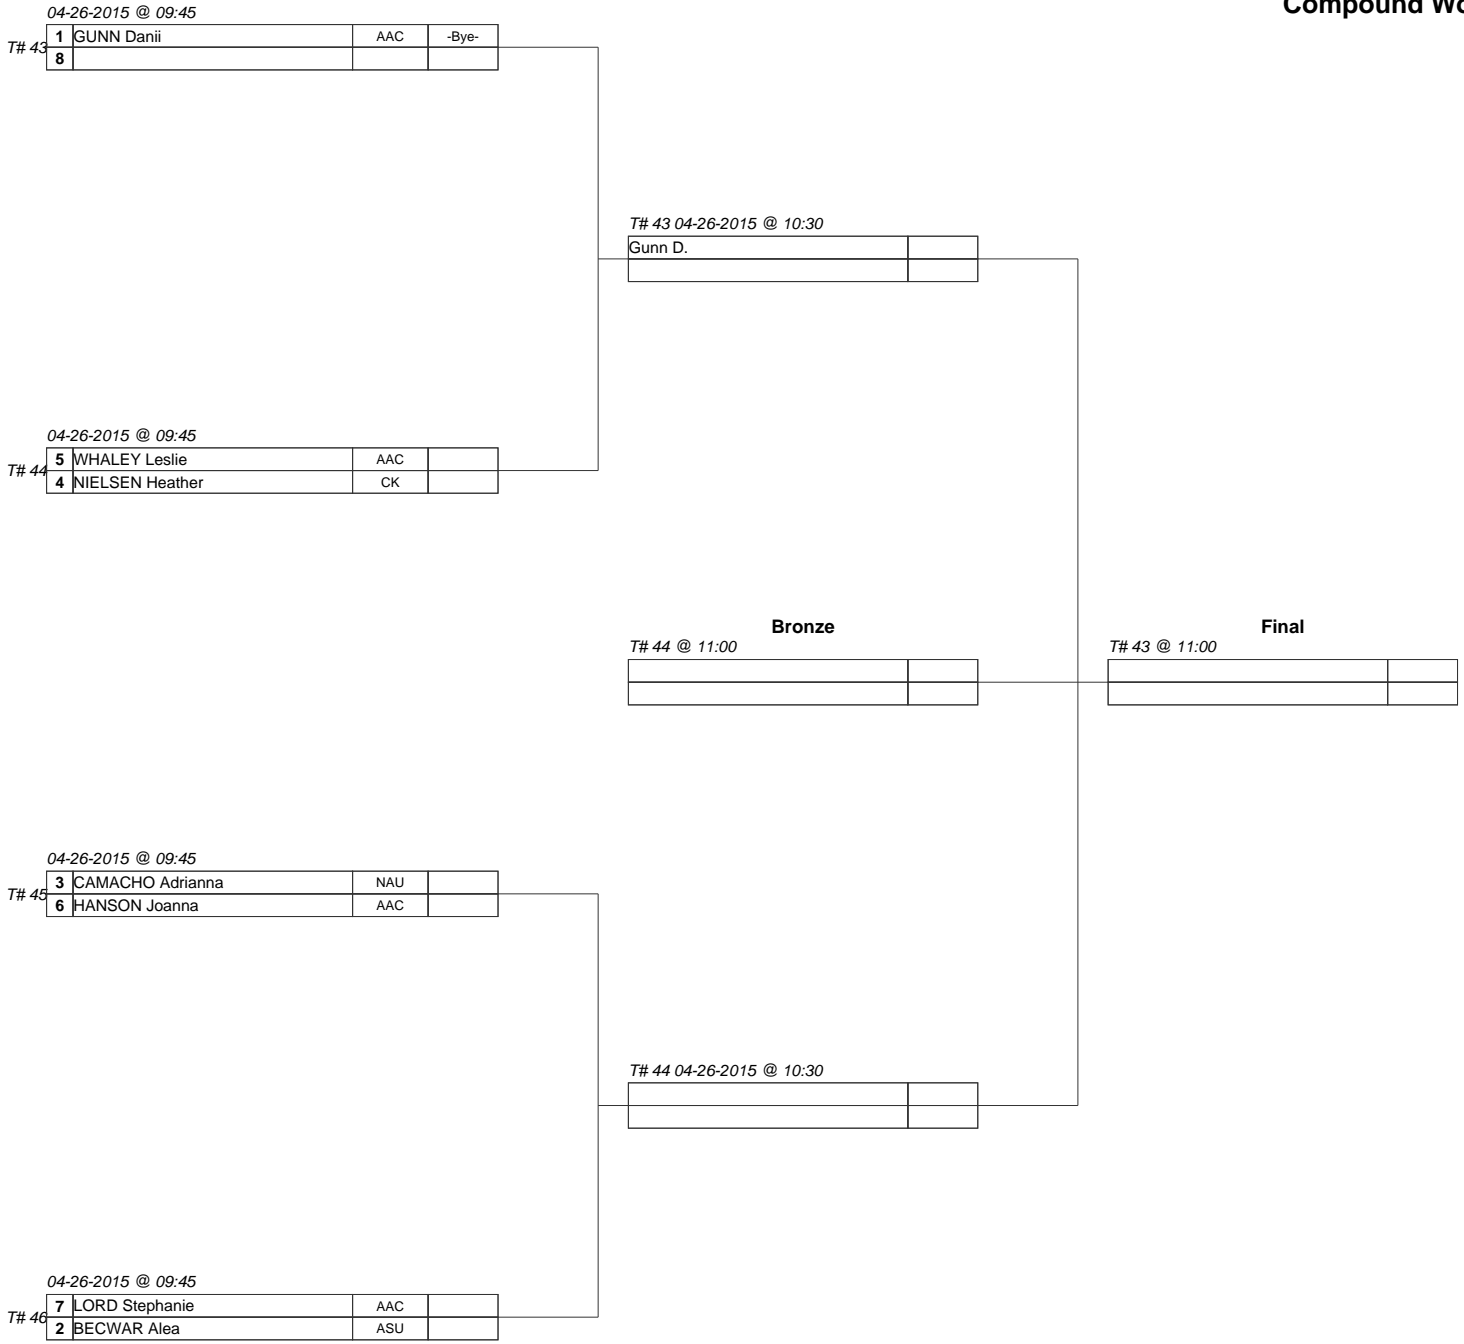 Compound
04-26-2015 @ 09:45
T# 43
1 GUNN Danii AAC -Bye-
8
T# 43 04-26-2015 @ 10:30
Gunn D.
04-26-2015 @ 09:45
T# 44
5 WHALEY Leslie AAC
4 NIELSEN Heather CK
Bronze
T# 44 @ 11:00
Final
T# 43 @ 11:00
04-26-2015 @ 09:45
T# 45
3 CAMACHO Adrianna NAU
6 HANSON Joanna AAC
T# 44 04-26-2015 @ 10:30
04-26-2015 @ 09:45
T# 46
7 LORD Stephanie AAC
2 BECWAR Alea ASU